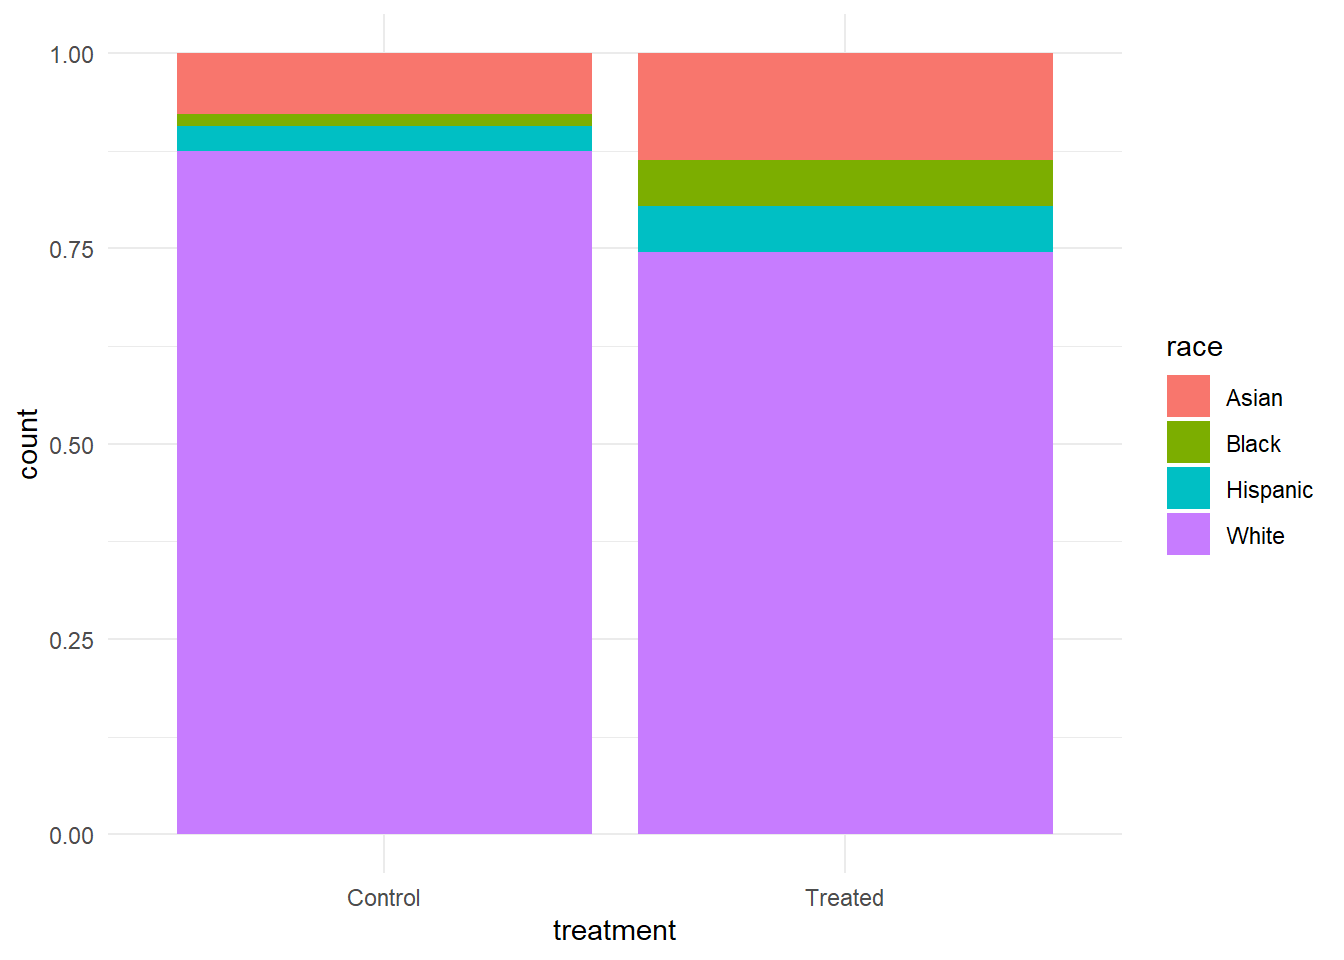 1.00
0.75
0.50
0.25
0.00
count
Control
Treated
treatment
race
Asian
Black
Hispanic
White